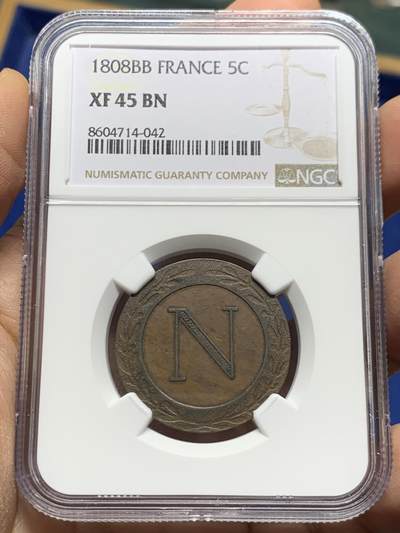 1808BB FRANCE 5C
XF 45 BN
8604714-042
NUMISMATIC GUARANTY COMPANY NGC
N